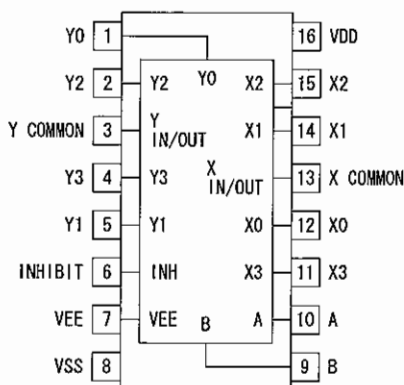 Y0 1 Y0 16 VDD
Y2 2 Y2 X2 15 X2
Y COMMON 3 Y IN/OUT X1 14 X1
Y3 4 Y3 X IN/OUT 13 X COMMON
Y1 5 Y1 X0 12 X0
INHIBIT 6 INH X3 11 X3
VEE 7 VEE B A 10 A
VSS 8 9 B